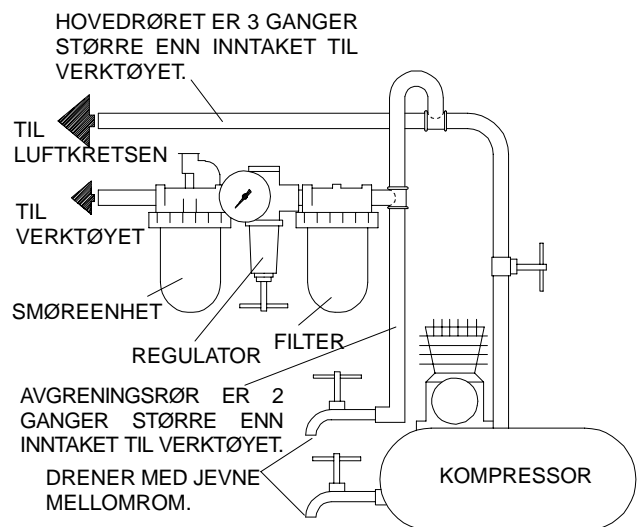 HOVEDRØRET ER 3 GANGER
STØRRE ENN INNTAKET TIL
VERKTØYET.
TIL
LUFTKRETSEN
TIL
VERKTØYET
SMØREENHET
REGULATOR
FILTER
AVGRENINGSRØR ER 2
GANGER STØRRE ENN
INNTAKET TIL VERKTØYET.
DRENER MED JEVNE
MELLOMROM.
KOMPRESSOR